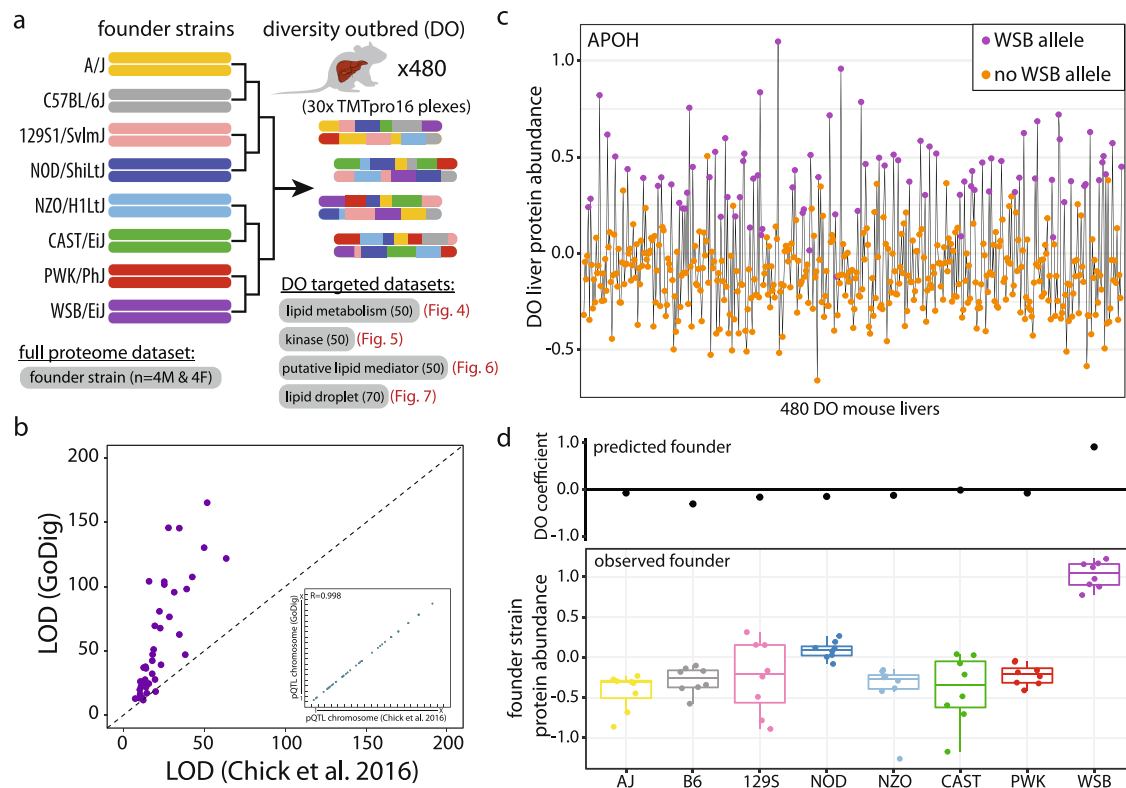 a
founder strains
A/J
C57BL/6J
129S1/SvlmJ
NOD/ShiLtJ
NZO/H1LtJ
CAST/EiJ
PWK/PhJ
WSB/EiJ
full proteome dataset:
founder strain (n=4M & 4F)
diversity outbred (DO)
x480
(30x TMTpro16 plexes)
DO targeted datasets:
lipid metabolism (50) (Fig. 4)
kinase (50) (Fig. 5)
putative lipid mediator (50) (Fig. 6)
lipid droplet (70) (Fig. 7)
b
LOD (GoDig)
200
150
100
50
0
0 50 100 150 200
LOD (Chick et al. 2016)
R=0.998
pQTL chromosome (GoDig)
1
X
pQTL chromosome (Chick et al. 2016)
X
c
APOH
WSB allele
no WSB allele
DO liver protein abundance
1.0
0.5
0.0
-0.5
480 DO mouse livers
d
predicted founder
DO coefficient
1.0
0.0
-1.0
observed founder
founder strain
protein abundance
1.0
0.5
0.0
-0.5
-1.0
AJ B6 129S NOD NZO CAST PWK WSB